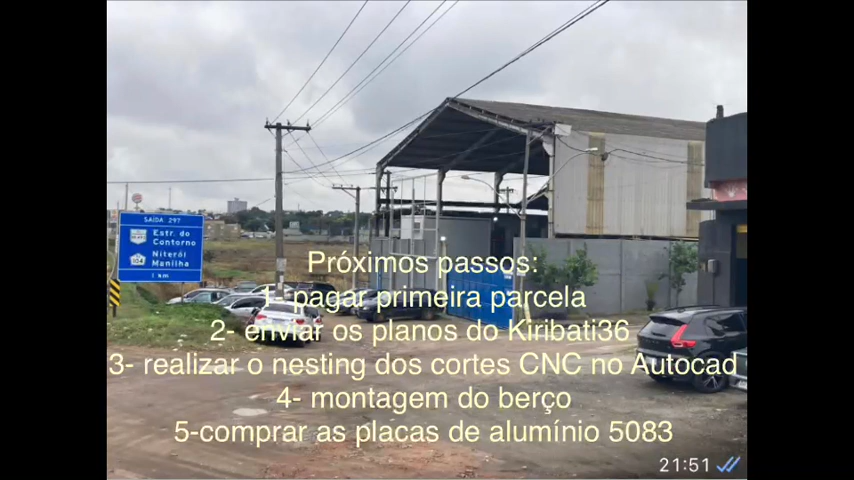 SAÍDA 297
Estr. do
Contorno
104
Niterói
Manilha
1 km
Próximos passos:
1- pagar primeira parcela
2- enviar os planos do Kiribati36
3- realizar o nesting dos cortes CNC no Autocad
4- montagem do berço
5-comprar as placas de alumínio 5083
21:51